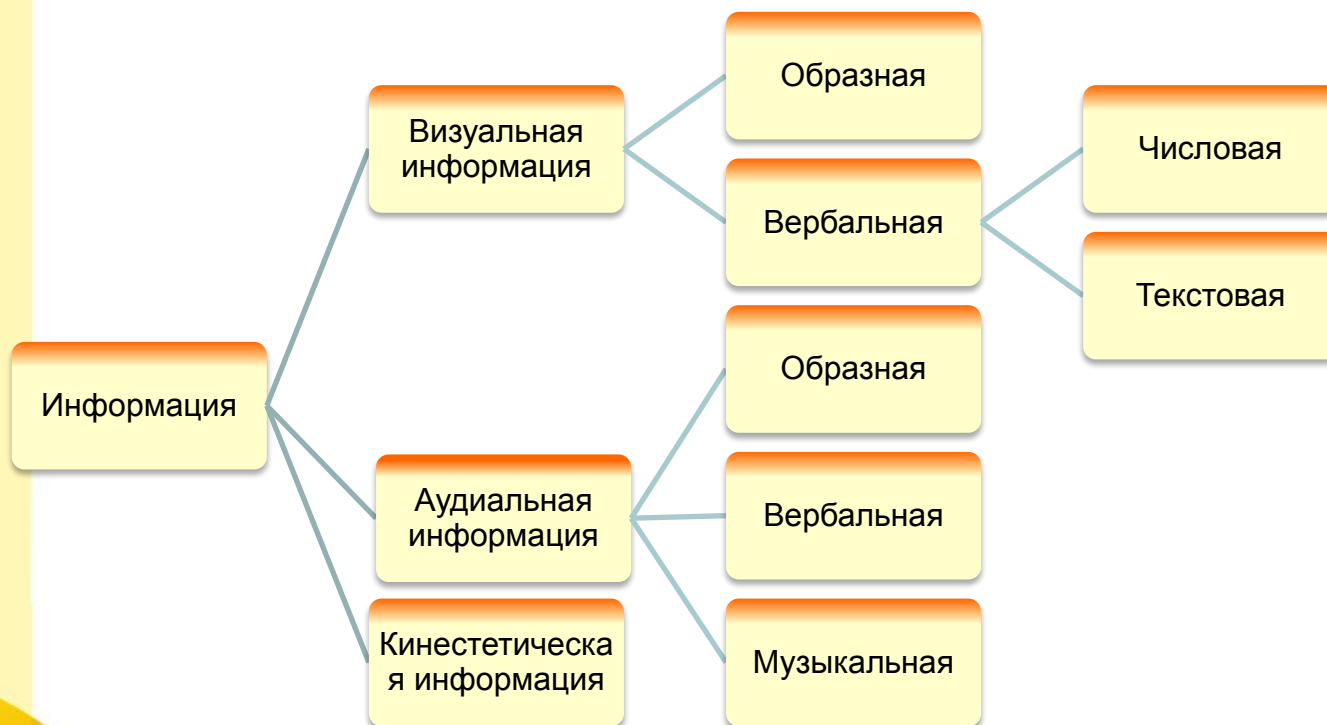 Информация
Визуальная
информация
Образная
Вербальная
Числовая
Текстовая
Аудиальная
информация
Образная
Вербальная
Музыкальная
Кинестетическа
я информация